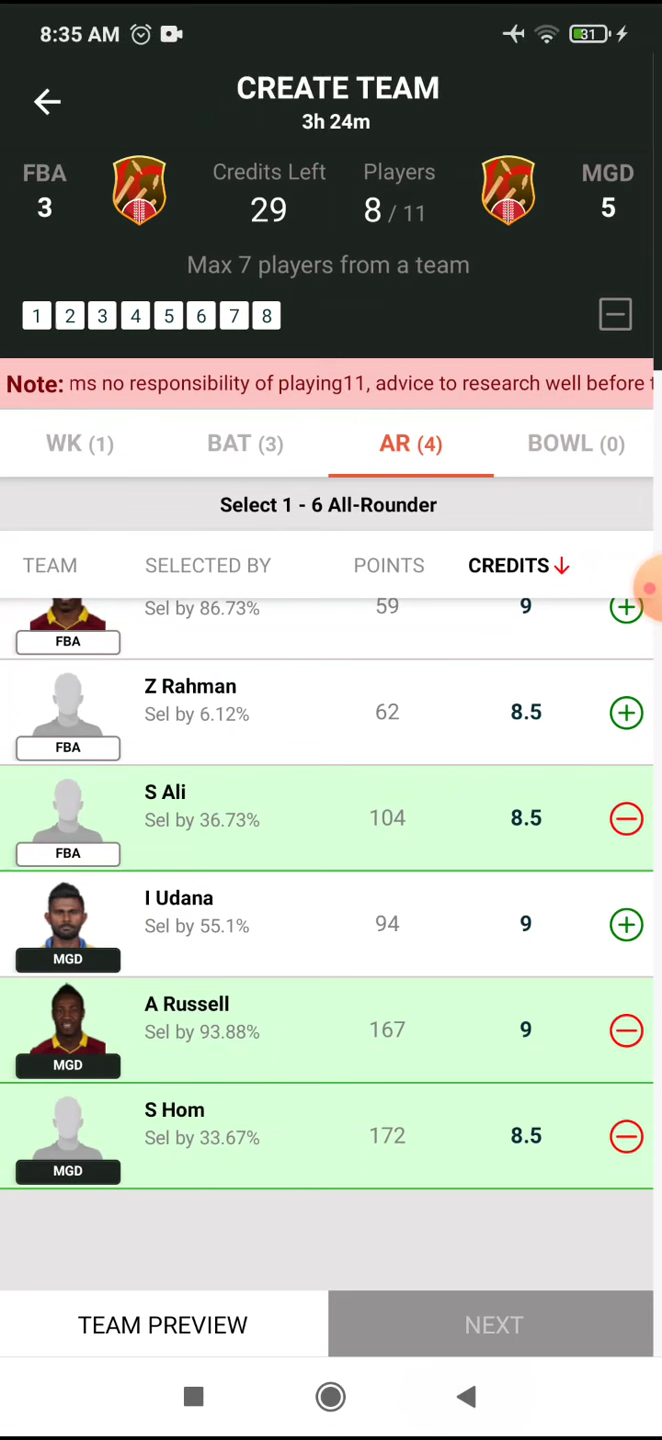 8:35 AM
31
CREATE TEAM
3h 24m
FBA
3
Credits Left
29
Players
8 / 11
MGD
5
Max 7 players from a team
1 2 3 4 5 6 7 8
Note: ms no responsibility of playing11, advice to research well before t
WK (1)
BAT (3)
AR (4)
BOWL (0)
Select 1 - 6 All-Rounder
TEAM
SELECTED BY
POINTS
CREDITS
Sel by 86.73%
59
9
FBA
Z Rahman
Sel by 6.12%
62
8.5
FBA
S Ali
Sel by 36.73%
104
8.5
FBA
I Udana
Sel by 55.1%
94
9
MGD
A Russell
Sel by 93.88%
167
9
MGD
S Hom
Sel by 33.67%
172
8.5
MGD
TEAM PREVIEW
NEXT